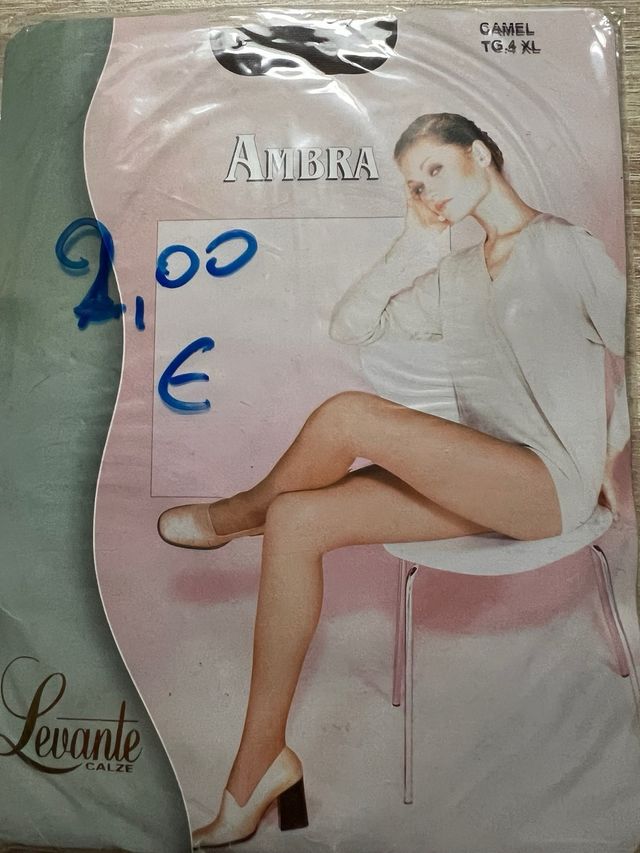 CAMEL
TG.4 XL
AMBRA
2,00
€
Levante
CALZE